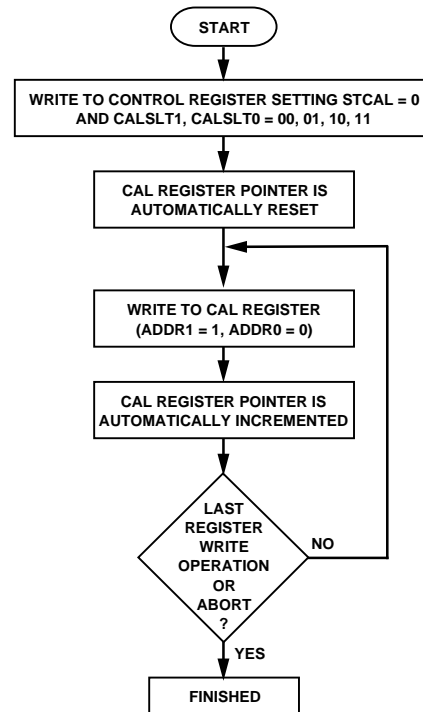 START
WRITE TO CONTROL REGISTER SETTING STCAL = 0
AND CALSLT1, CALSLT0 = 00, 01, 10, 11
CAL REGISTER POINTER IS
AUTOMATICALLY RESET
WRITE TO CAL REGISTER
(ADDR1 = 1, ADDR0 = 0)
CAL REGISTER POINTER IS
AUTOMATICALLY INCREMENTED
LAST
REGISTER
WRITE
OPERATION
OR
ABORT
?
NO
YES
FINISHED